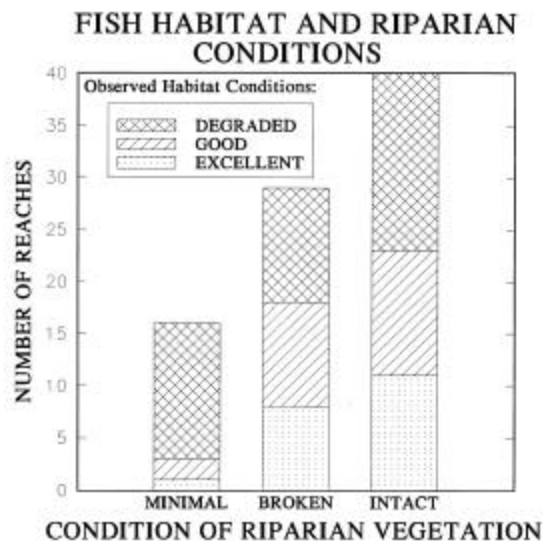 FISH HABITAT AND RIPARIAN
CONDITIONS
Observed Habitat Conditions:
DEGRADED
GOOD
EXCELLENT
NUMBER OF REACHES
40
35
30
25
20
15
10
5
0
MINIMAL BROKEN INTACT
CONDITION OF RIPARIAN VEGETATION